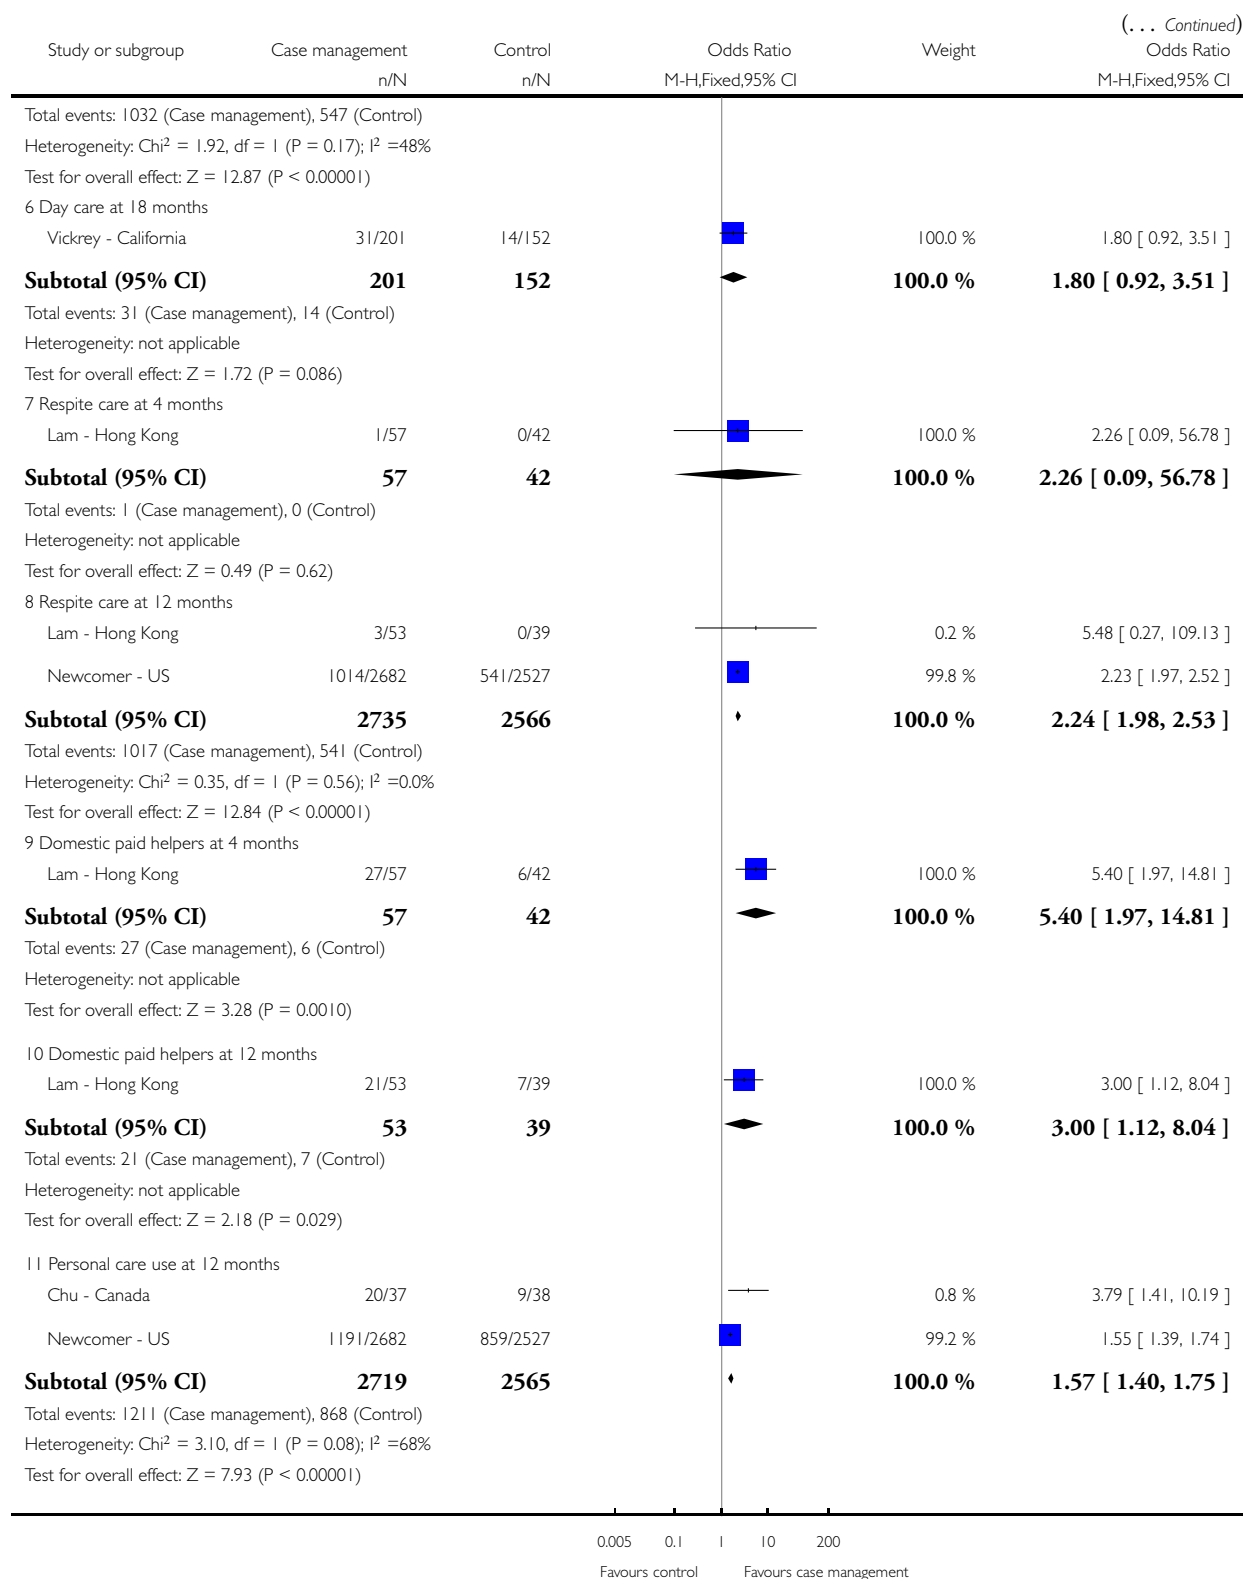 (... Continued)
Study or subgroup Case management Control Odds Ratio Weight Odds Ratio
n/N n/N M-H,Fixed,95% CI M-H,Fixed,95% CI
Total events: 1032 (Case management), 547 (Control)
Heterogeneity: Chi² = 1.92, df = 1 (P = 0.17); I² =48%
Test for overall effect: Z = 12.87 (P < 0.00001)
6 Day care at 18 months
Vickrey - California 31/201 14/152 100.0 % 1.80 [ 0.92, 3.51 ]
Subtotal (95% CI) 201 152 100.0 % 1.80 [ 0.92, 3.51 ]
Total events: 31 (Case management), 14 (Control)
Heterogeneity: not applicable
Test for overall effect: Z = 1.72 (P = 0.086)
7 Respite care at 4 months
Lam - Hong Kong 1/57 0/42 100.0 % 2.26 [ 0.09, 56.78 ]
Subtotal (95% CI) 57 42 100.0 % 2.26 [ 0.09, 56.78 ]
Total events: 1 (Case management), 0 (Control)
Heterogeneity: not applicable
Test for overall effect: Z = 0.49 (P = 0.62)
8 Respite care at 12 months
Lam - Hong Kong 3/53 0/39 0.2 % 5.48 [ 0.27, 109.13 ]
Newcomer - US 1014/2682 541/2527 99.8 % 2.23 [ 1.97, 2.52 ]
Subtotal (95% CI) 2735 2566 100.0 % 2.24 [ 1.98, 2.53 ]
Total events: 1017 (Case management), 541 (Control)
Heterogeneity: Chi² = 0.35, df = 1 (P = 0.56); I² =0.0%
Test for overall effect: Z = 12.84 (P < 0.00001)
9 Domestic paid helpers at 4 months
Lam - Hong Kong 27/57 6/42 100.0 % 5.40 [ 1.97, 14.81 ]
Subtotal (95% CI) 57 42 100.0 % 5.40 [ 1.97, 14.81 ]
Total events: 27 (Case management), 6 (Control)
Heterogeneity: not applicable
Test for overall effect: Z = 3.28 (P = 0.0010)
10 Domestic paid helpers at 12 months
Lam - Hong Kong 21/53 7/39 100.0 % 3.00 [ 1.12, 8.04 ]
Subtotal (95% CI) 53 39 100.0 % 3.00 [ 1.12, 8.04 ]
Total events: 21 (Case management), 7 (Control)
Heterogeneity: not applicable
Test for overall effect: Z = 2.18 (P = 0.029)
11 Personal care use at 12 months
Chu - Canada 20/37 9/38 0.8 % 3.79 [ 1.41, 10.19 ]
Newcomer - US 1191/2682 859/2527 99.2 % 1.55 [ 1.39, 1.74 ]
Subtotal (95% CI) 2719 2565 100.0 % 1.57 [ 1.40, 1.75 ]
Total events: 1211 (Case management), 868 (Control)
Heterogeneity: Chi² = 3.10, df = 1 (P = 0.08); I² =68%
Test for overall effect: Z = 7.93 (P < 0.00001)
0.005 0.1 1 10 200
Favours control Favours case management